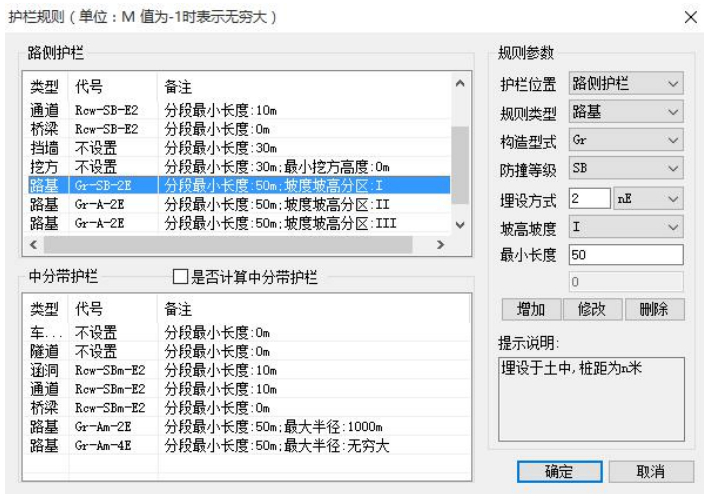 护栏规则（单位：M 值为-1时表示无穷大）
路侧护栏
类型 代号 备注
通道 Rcw-SB-E2 分段最小长度:10m
桥梁 Rcw-SB-E2 分段最小长度:0m
挡墙 不设置 分段最小长度:30m
挖方 不设置 分段最小长度:30m;最小挖方高度:0m
路基 Gr-SB-2E 分段最小长度:50m;坡度坡高分区:I
路基 Gr-A-2E 分段最小长度:50m;坡度坡高分区:II
路基 Gr-A-2E 分段最小长度:50m;坡度坡高分区:III
中分带护栏 是否计算中分带护栏
类型 代号 备注
车... 不设置 分段最小长度:0m
隧道 不设置 分段最小长度:0m
涵洞 Rcw-SBm-E2 分段最小长度:10m
通道 Rcw-SBm-E2 分段最小长度:10m
桥梁 Rcw-SBm-E2 分段最小长度:0m
路基 Gr-Am-2E 分段最小长度:50m;最大半径:1000m
路基 Gr-Am-4E 分段最小长度:50m;最大半径:无穷大
规则参数
护栏位置 路侧护栏
规则类型 路基
构造型式 Gr
防撞等级 SB
埋设方式 2 nE
坡高坡度 I
最小长度 50
0
增加 修改 删除
提示说明:
埋设于土中,桩距为n米
确定 取消